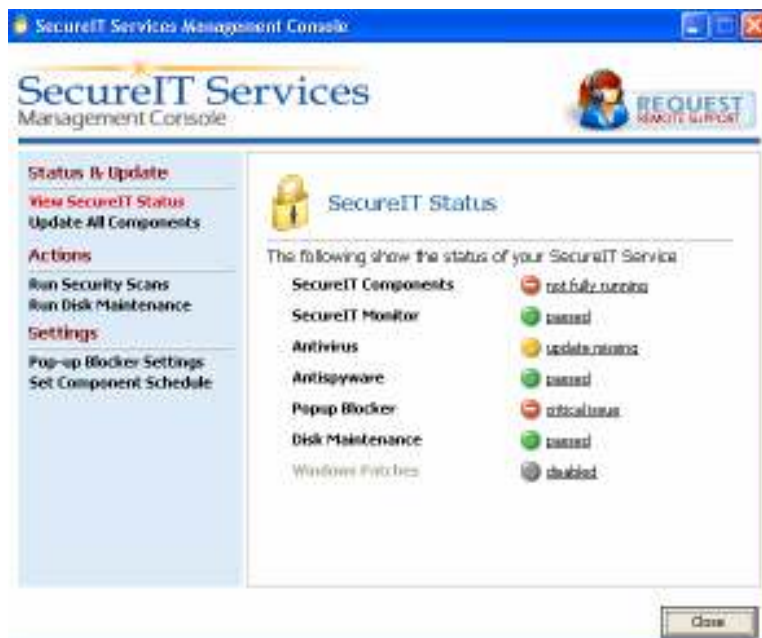 SecureIT Services Management Console
SecureIT Services
Management Console
REQUEST
REMOTE SUPPORT
Status & Update
View SecureIT Status
Update All Components
Actions
Run Security Scans
Run Disk Maintenance
Settings
Pop-up Blocker Settings
Set Component Schedule
SecureIT Status
The following show the status of your SecureIT Service
SecureIT Components not fully running
SecureIT Monitor passed
Antivirus update missing
Antispyware passed
Popup Blocker critical issue
Disk Maintenance passed
Windows Patches disabled
Close